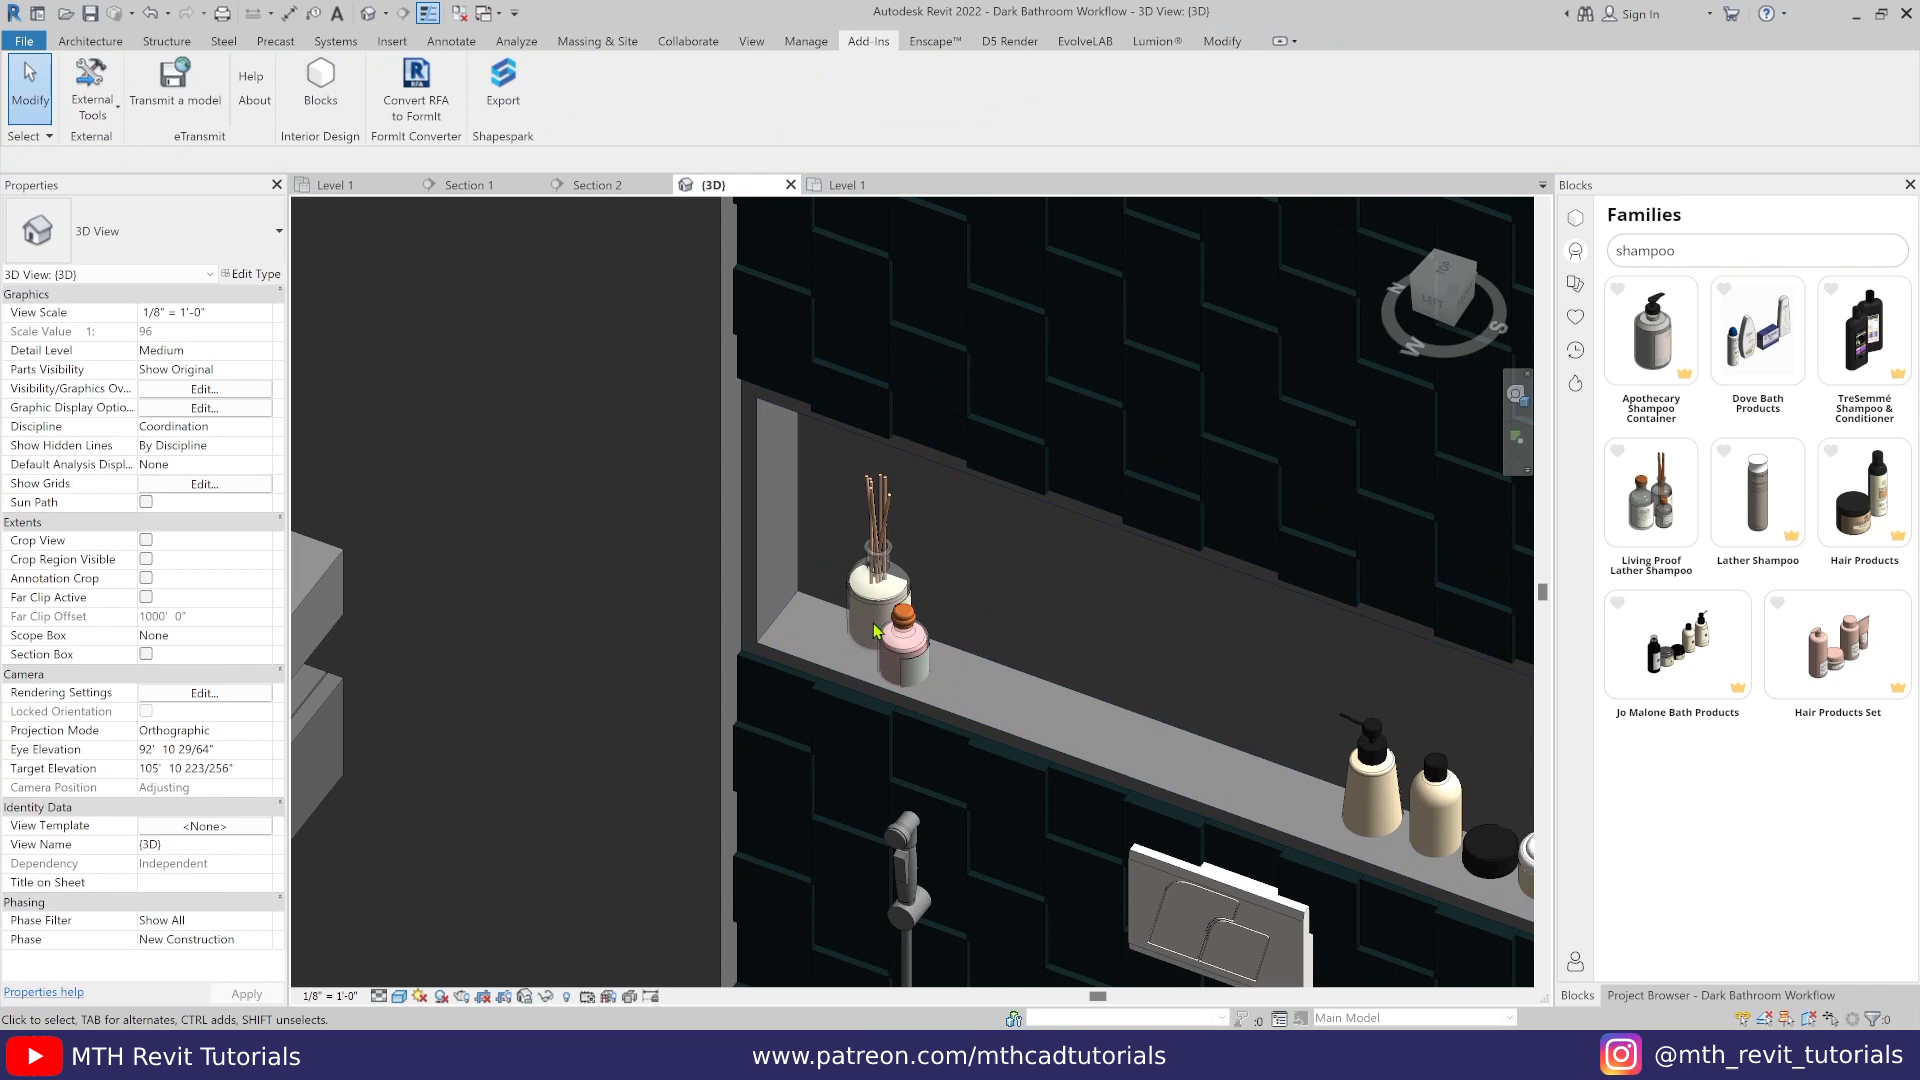 Autodesk Revit 2022 - Dark Bathroom Workflow - 3D View: {3D}
Sign In
File Architecture Structure Steel Precast Systems Insert Annotate Analyze Massing & Site Collaborate View Manage Add-Ins Enscape™ D5 Render EvolveLAB Lumion® Modify
Modify
External Tools
Transmit a model
Help
About
Blocks
Convert RFA to FormIt
Export
Select External eTransmit Interior Design FormIt Converter Shapespark
Properties
Level 1 Section 1 Section 2 {3D} Level 1
3D View
3D View: {3D} Edit Type
Graphics
View Scale 1/8" = 1'-0"
Scale Value 1: 96
Detail Level Medium
Parts Visibility Show Original
Visibility/Graphics Ov... Edit...
Graphic Display Optio... Edit...
Discipline Coordination
Show Hidden Lines By Discipline
Default Analysis Displ... None
Show Grids Edit...
Sun Path
Extents
Crop View
Crop Region Visible
Annotation Crop
Far Clip Active
Far Clip Offset 1000' 0"
Scope Box None
Section Box
Camera
Rendering Settings Edit...
Locked Orientation
Projection Mode Orthographic
Eye Elevation 92' 10 29/64"
Target Elevation 105' 10 223/256"
Camera Position Adjusting
Identity Data
View Template <None>
View Name {3D}
Dependency Independent
Title on Sheet
Phasing
Phase Filter Show All
Phase New Construction
Properties help Apply
TOP
LEFT
N
S
W
Blocks
Families
shampoo
Apothecary Shampoo Container
Dove Bath Products
TreSemmé Shampoo & Conditioner
Living Proof Lather Shampoo
Lather Shampoo
Hair Products
Jo Malone Bath Products
Hair Products Set
Blocks Project Browser - Dark Bathroom Workflow
1/8" = 1'-0"
Click to select, TAB for alternates, CTRL adds, SHIFT unselects.
:0
Main Model
:0
MTH Revit Tutorials
www.patreon.com/mthcadtutorials
@mth_revit_tutorials